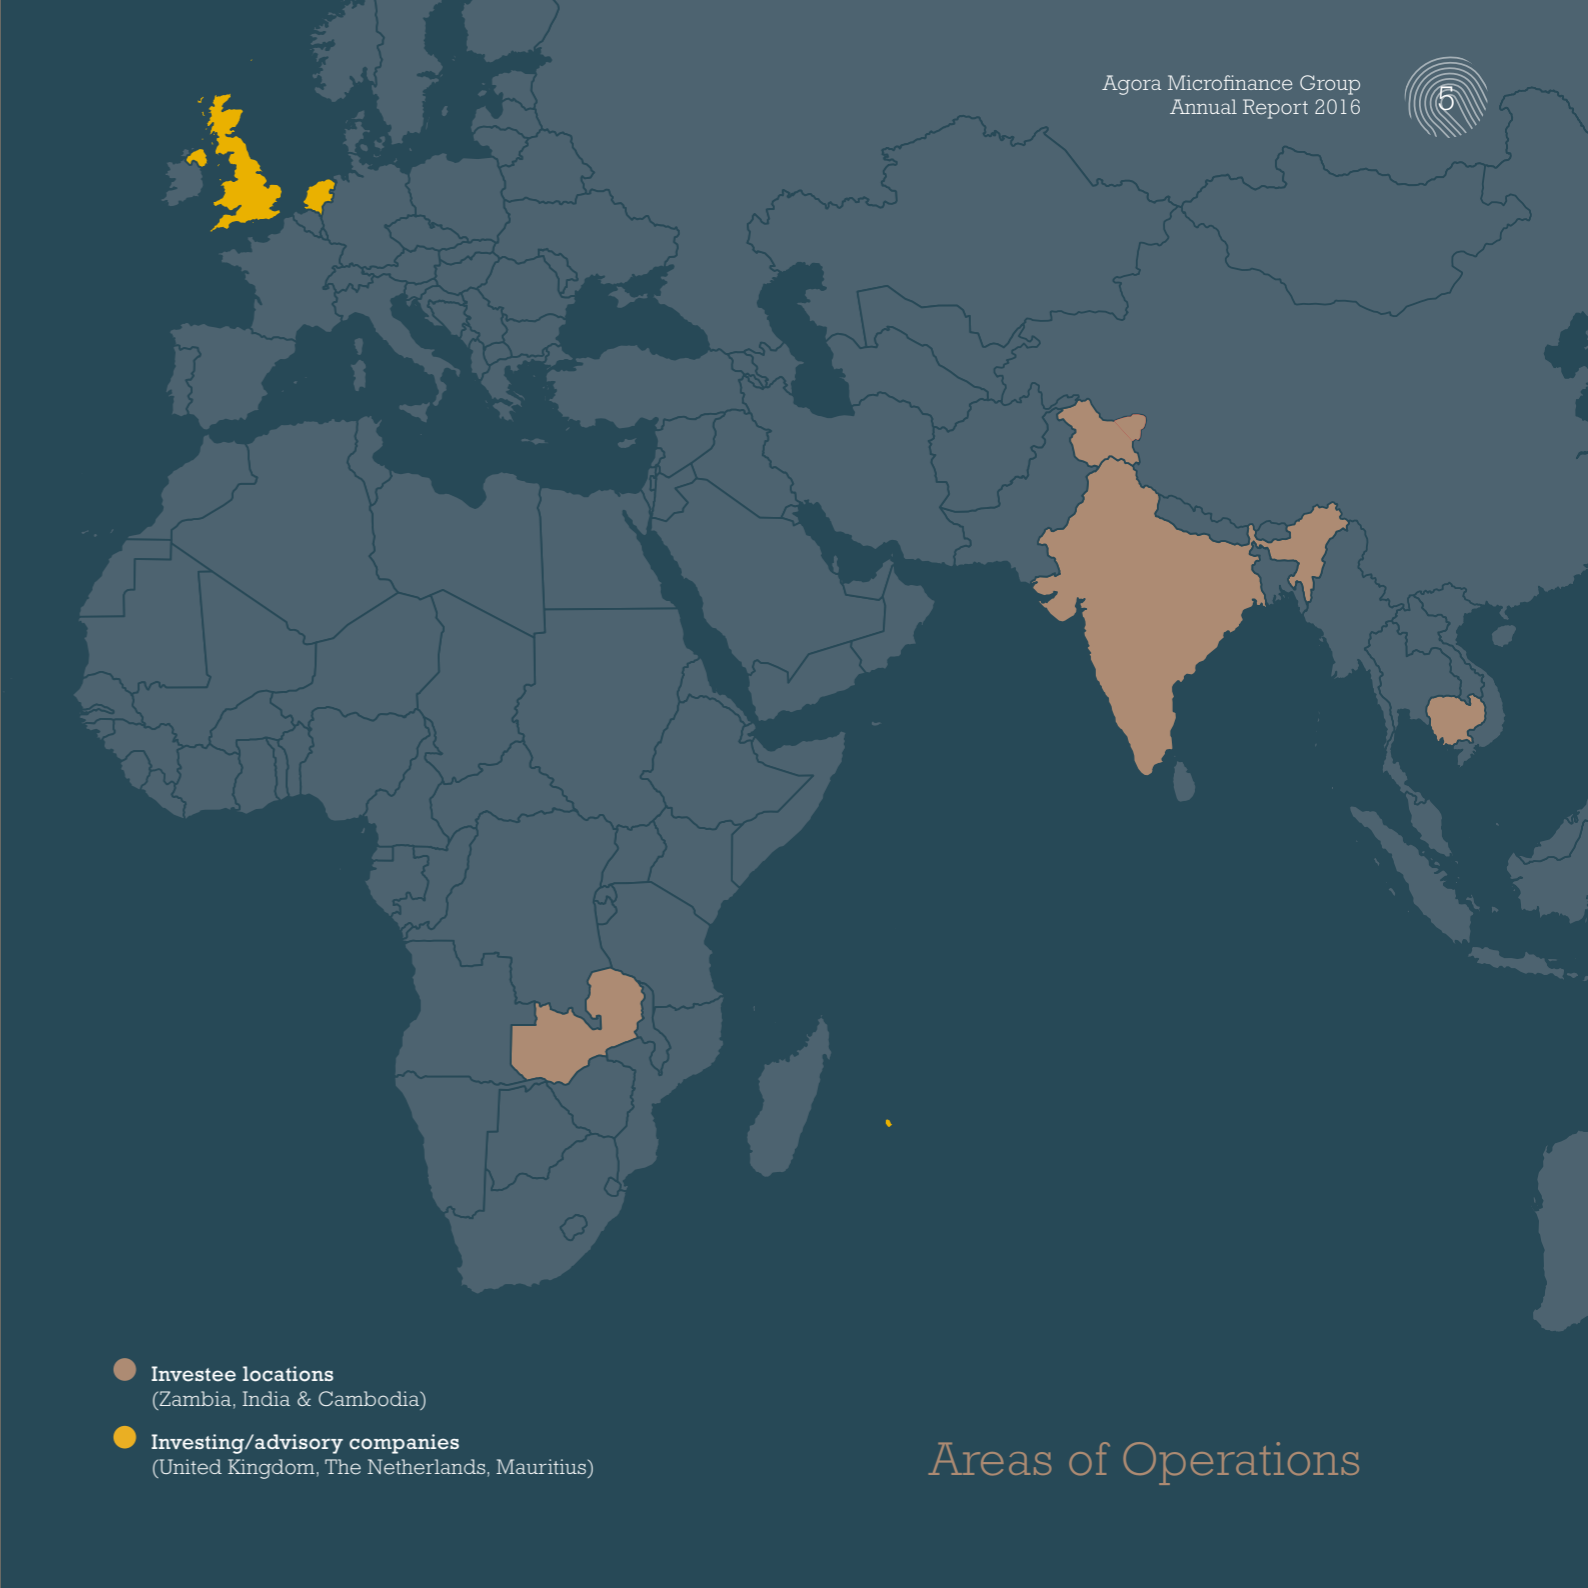 Agora Microfinance Group
Annual Report 2016
5
Investee locations
(Zambia, India & Cambodia)
Investing/advisory companies
(United Kingdom, The Netherlands, Mauritius)
Areas of Operations